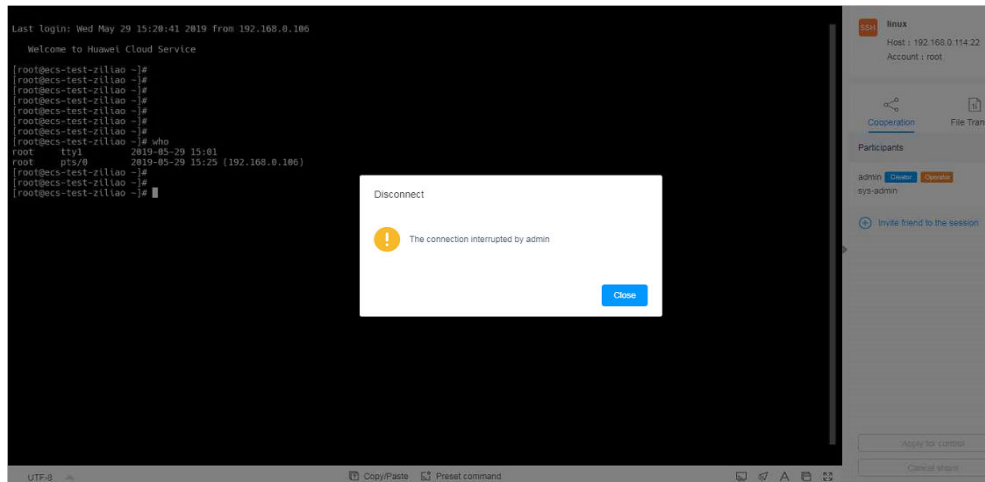 Last login: Wed May 29 15:20:41 2019 from 192.168.0.106
Welcome to Huawei Cloud Service
[root@ecs-test-ziliao ~]#
[root@ecs-test-ziliao ~]#
[root@ecs-test-ziliao ~]#
[root@ecs-test-ziliao ~]#
[root@ecs-test-ziliao ~]#
[root@ecs-test-ziliao ~]#
[root@ecs-test-ziliao ~]#
[root@ecs-test-ziliao ~]# who
root tty1 2019-05-29 15:01
root pts/0 2019-05-29 15:25 (192.168.0.106)
[root@ecs-test-ziliao ~]#
[root@ecs-test-ziliao ~]#
[root@ecs-test-ziliao ~]#
Disconnect
The connection interrupted by admin
Close
SSH
linux
Host : 192.168.0.114:22
Account : root
Cooperation
File Tran
Participants
admin Creator Operator
sys-admin
Invite friend to the session
Apply for control
Cancel share
UTF-8
Copy/Paste
Preset command